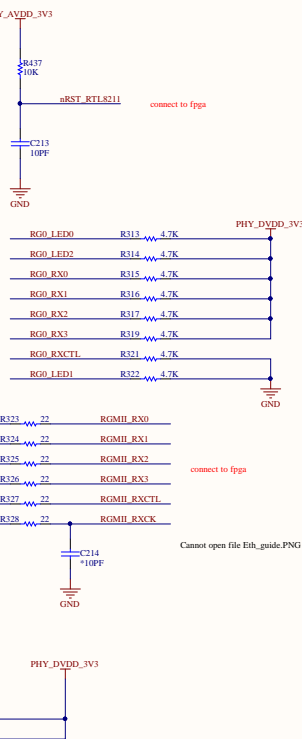 Y_AVDD_3V3
R437
10K
nRST_RTL8211
connect to fpga
C213
10PF
GND
PHY_DVDD_3V3
RG0_LED0 R313 4.7K
RG0_LED2 R314 4.7K
RG0_RX0 R315 4.7K
RG0_RX1 R316 4.7K
RG0_RX2 R317 4.7K
RG0_RX3 R319 4.7K
RG0_RXCTL R321 4.7K
RG0_LED1 R322 4.7K
GND
R323 22 RGMII_RX0
R324 22 RGMII_RX1
R325 22 RGMII_RX2
connect to fpga
R326 22 RGMII_RX3
R327 22 RGMII_RXCTL
R328 22 RGMII_RXCK
Cannot open file Eth_guide.PNG
C214
*10PF
GND
PHY_DVDD_3V3